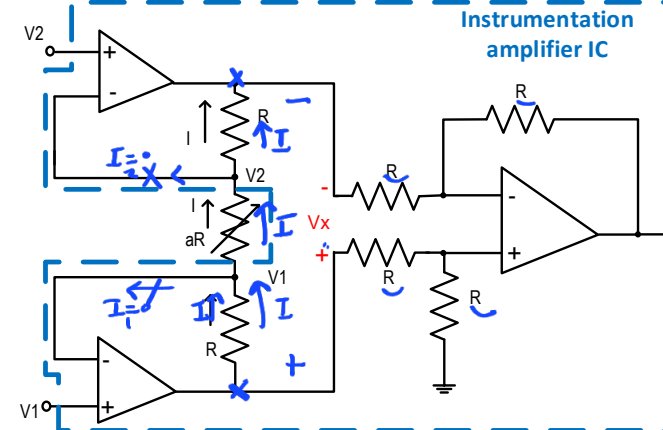 Instrumentation
amplifier IC
V2
+
-
R
I
I
R
I=0
V2
-
R
-
I
aR
I
Vx
+
+
V1
I=0
I
I
R
R
R
-
+
+
V1